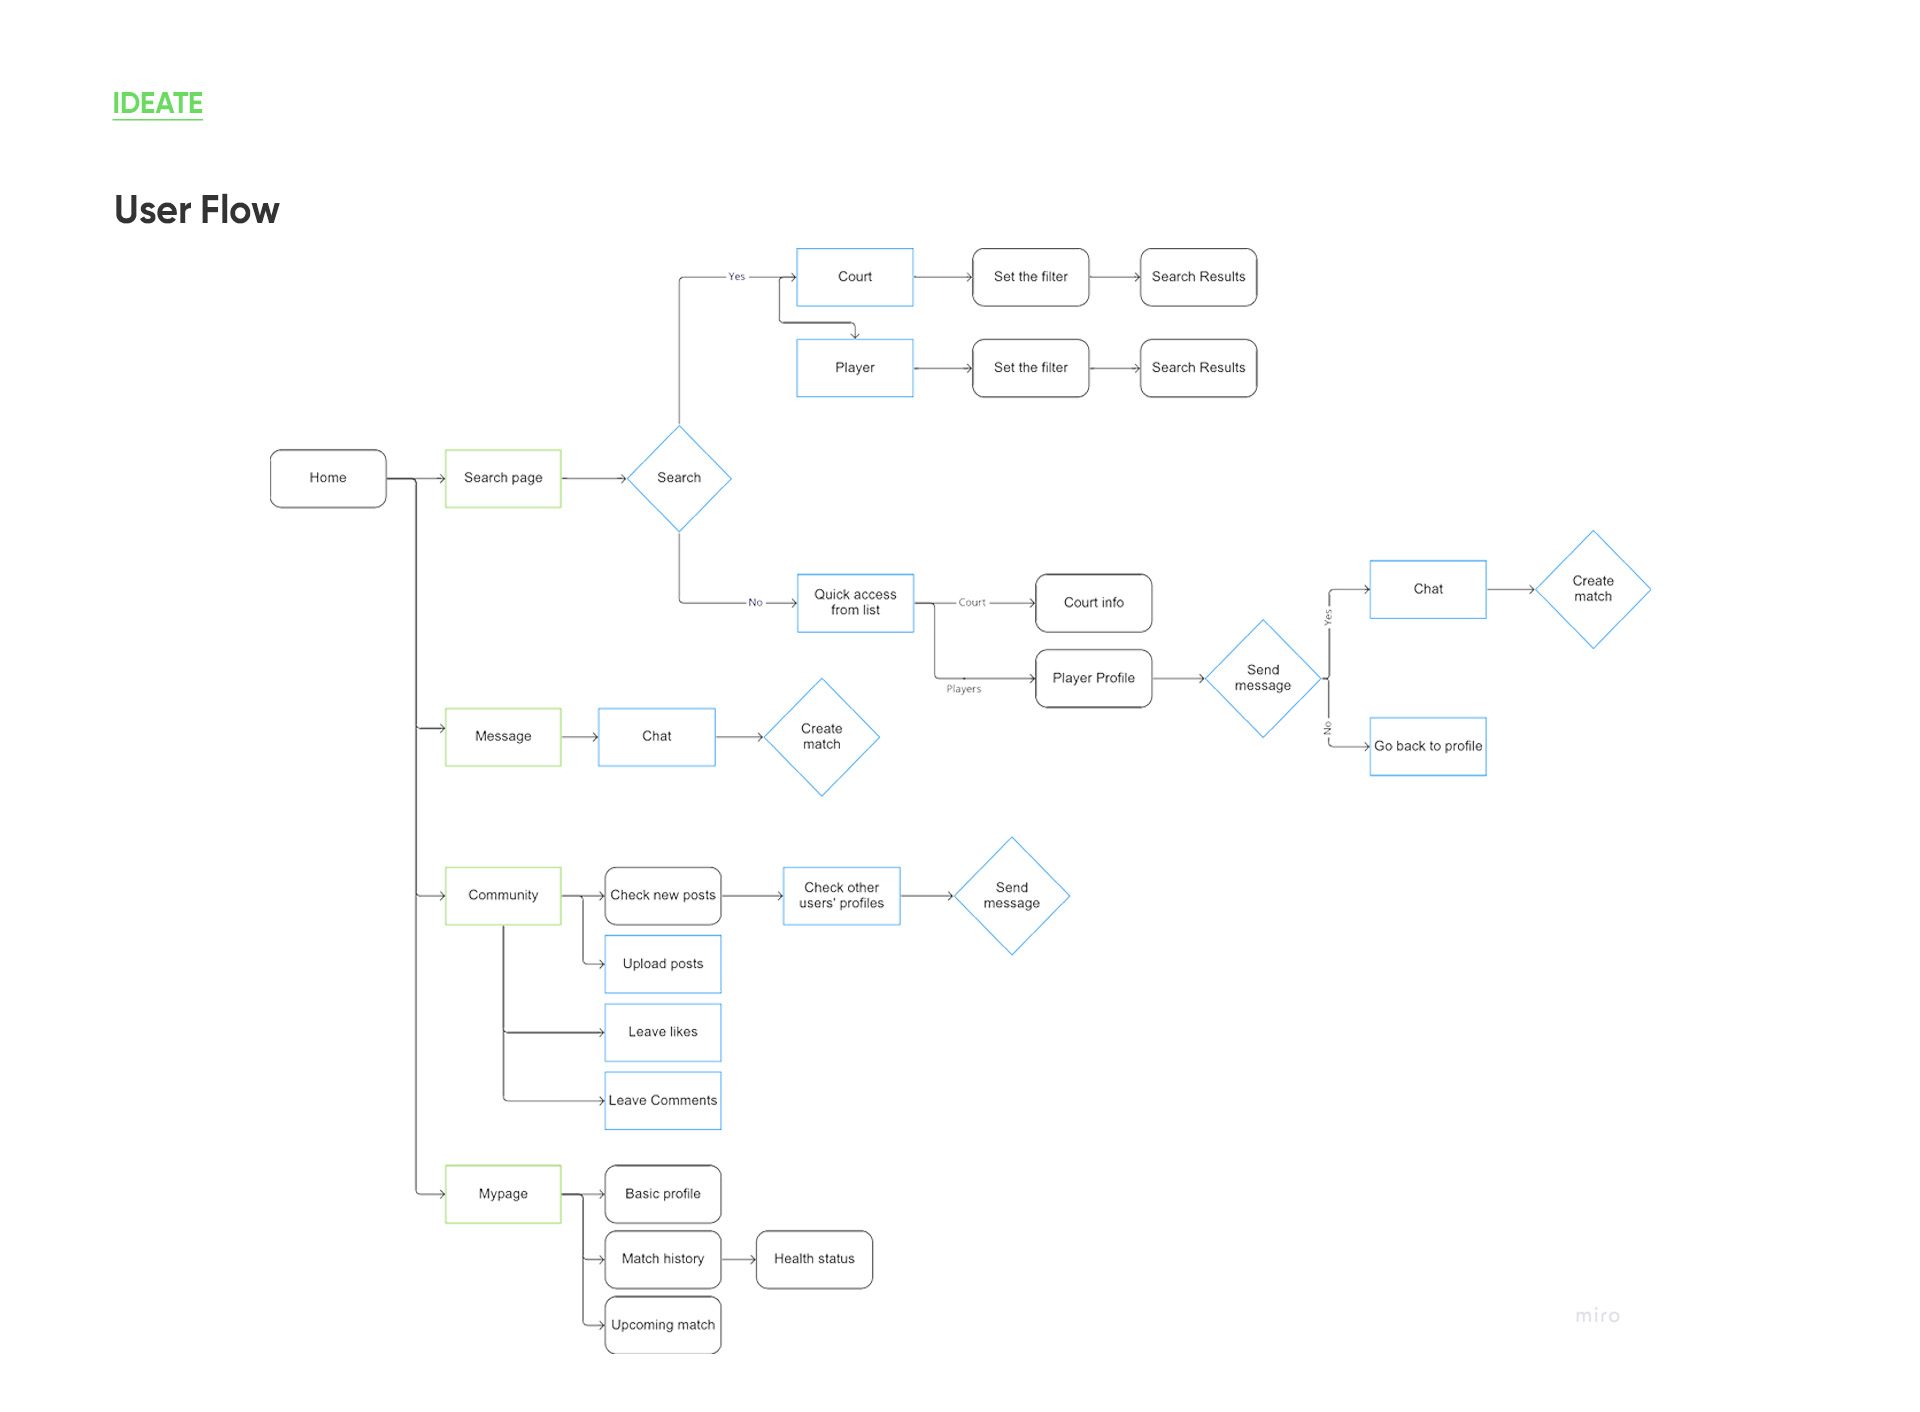 IDEATE
User Flow
Yes
Court
Set the filter
Search Results
Player
Set the filter
Search Results
Home
Search page
Search
No
Quick access
from list
Court
Court info
Players
Player Profile
Send
message
Yes
Chat
Create
match
No
Go back to profile
Message
Chat
Create
match
Community
Check new posts
Check other
users' profiles
Send
message
Upload posts
Leave likes
Leave Comments
Mypage
Basic profile
Match history
Health status
Upcoming match
miro